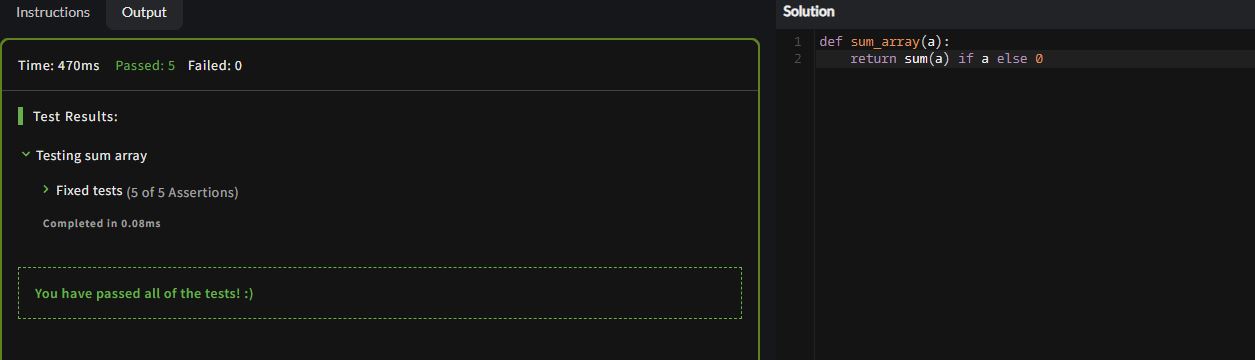 Instructions Output
Time: 470ms Passed: 5 Failed: 0
Test Results:
Testing sum array
Fixed tests (5 of 5 Assertions)
Completed in 0.08ms
You have passed all of the tests! :)
Solution
1 def sum_array(a):
2     return sum(a) if a else 0